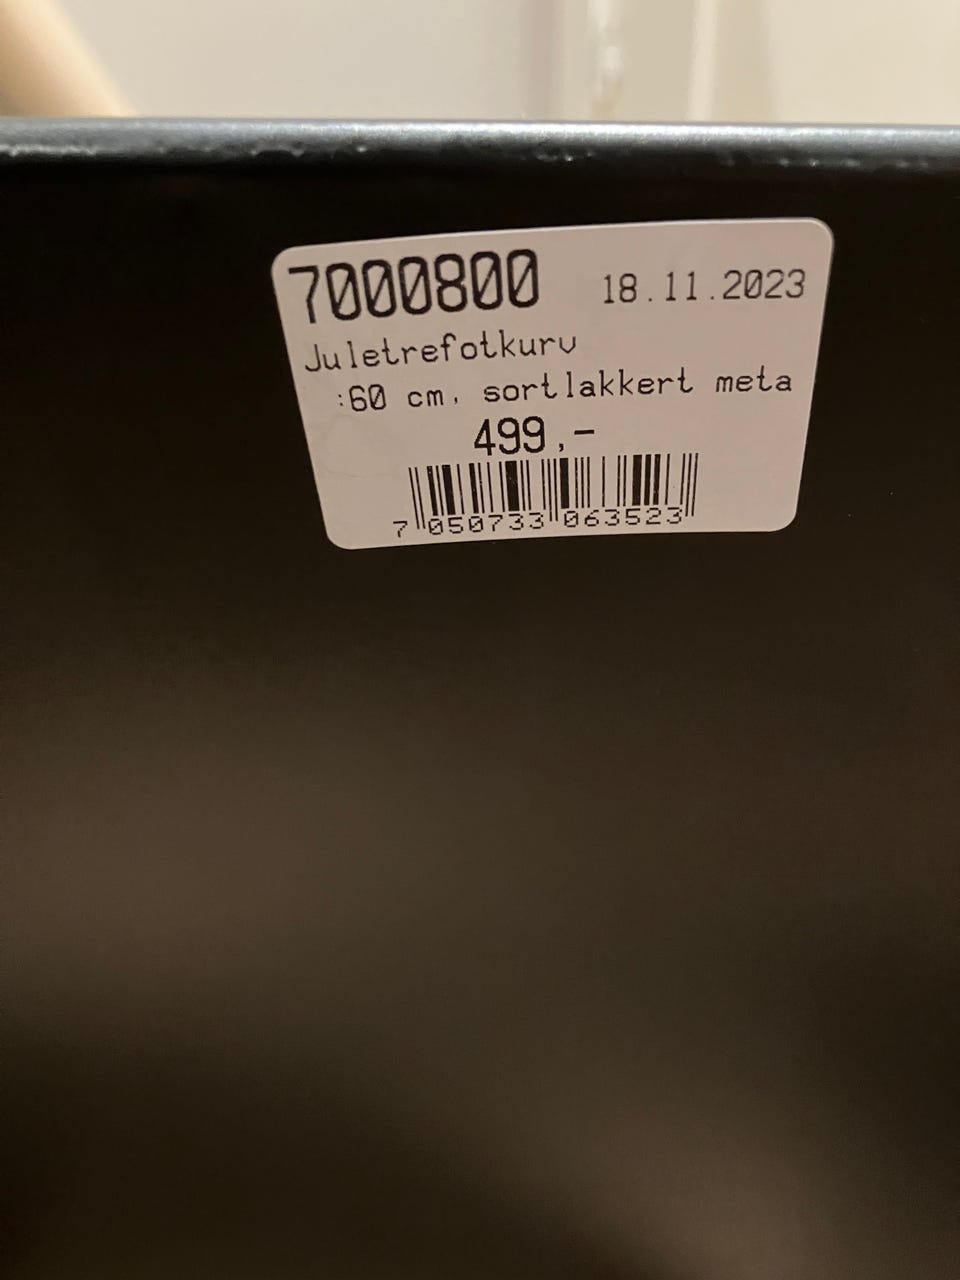 7000800 18.11.2023
Juletrefotkurv
:60 cm, sortlakkert meta
499,-
7 050733 063523